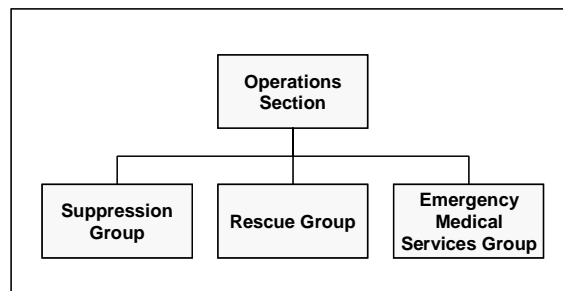 Operations
Section
Suppression
Group
Rescue Group
Emergency
Medical
Services Group